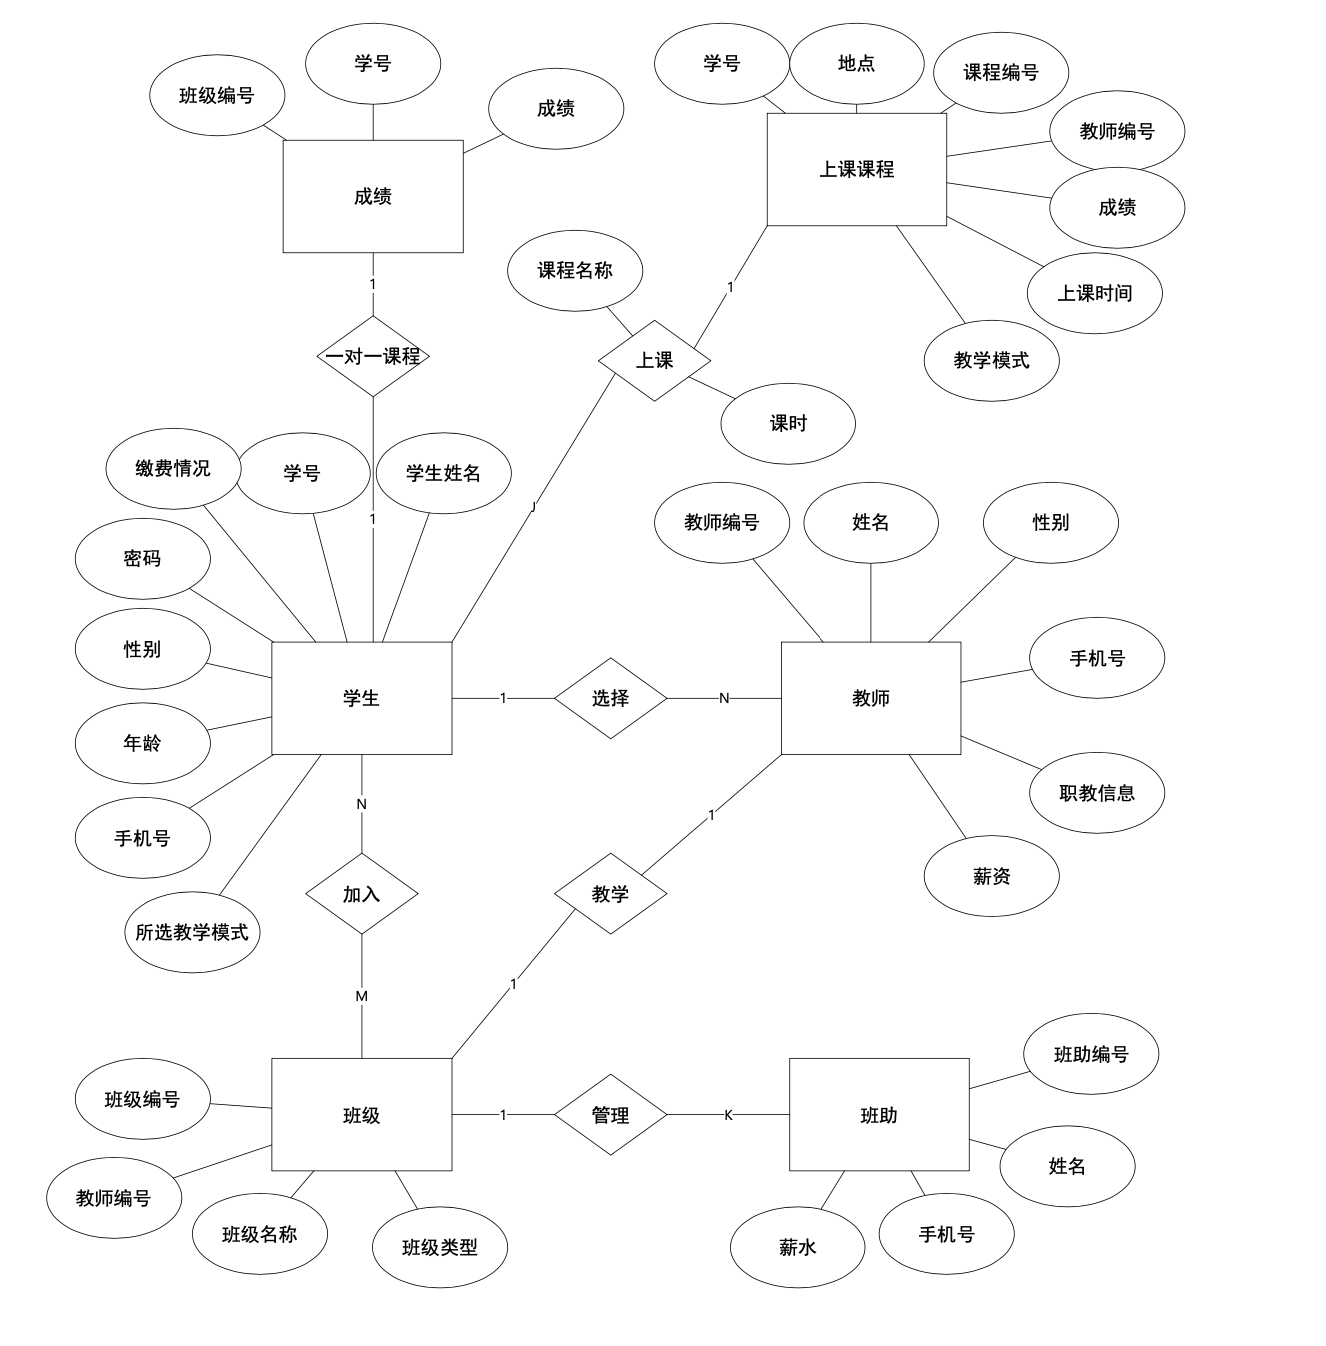 学号
学号
地点
课程编号
班级编号
成绩
教师编号
上课课程
成绩
成绩
课程名称
1
1
上课时间
一对一课程
上课
教学模式
课时
缴费情况
学号
学生姓名
J
1
教师编号
姓名
性别
密码
性别
手机号
学生
1
选择
N
教师
年龄
职教信息
N
1
手机号
薪资
加入
教学
所选教学模式
1
M
班助编号
班级编号
班级
1
管理
K
班助
姓名
教师编号
班级名称
班级类型
薪水
手机号